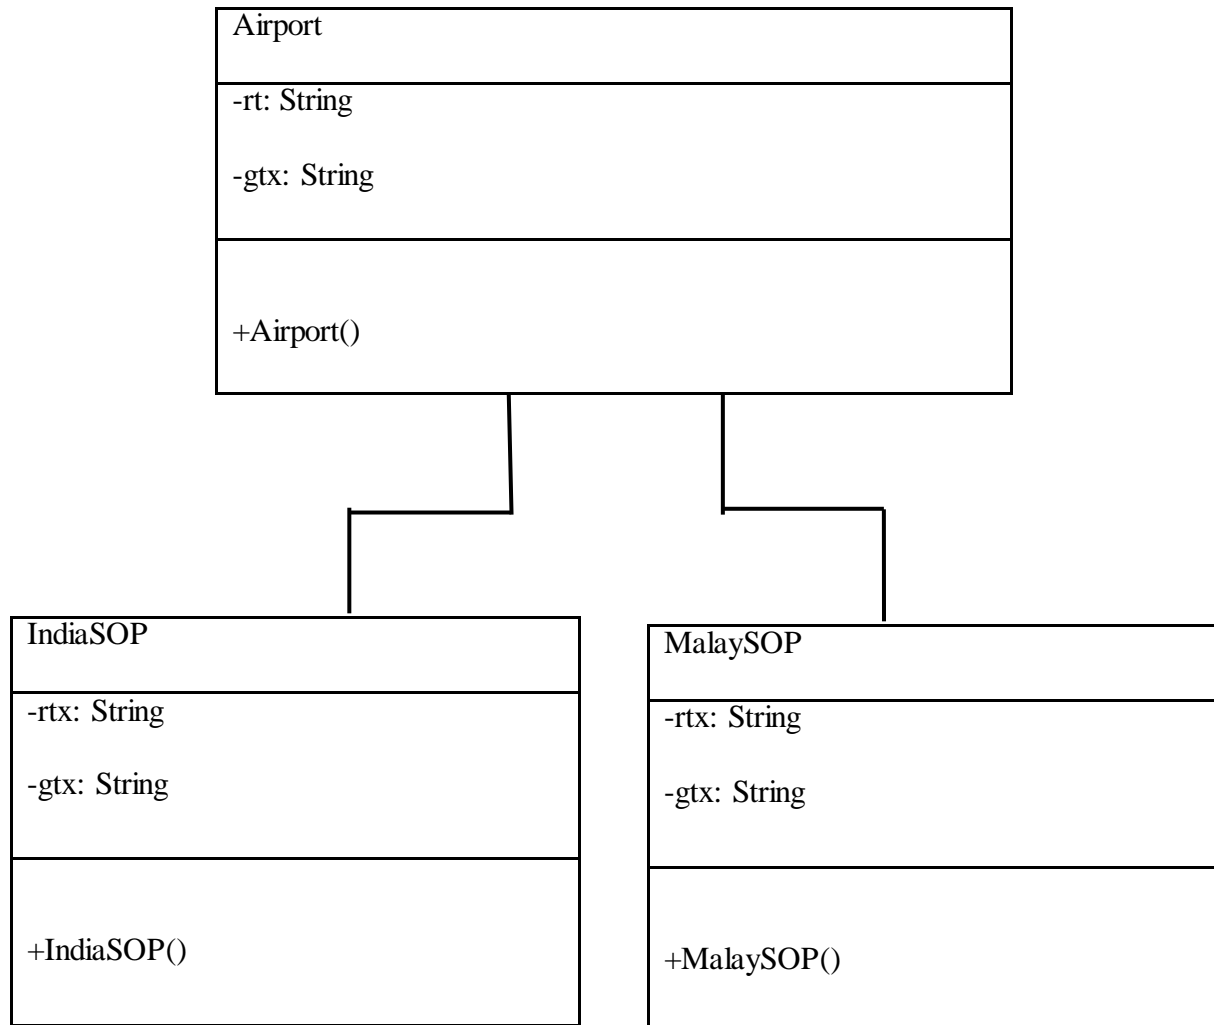 Airport
-rt: String
-gtx: String
+Airport()
IndiaSOP
-rtx: String
-gtx: String
+IndiaSOP()
MalaySOP
-rtx: String
-gtx: String
+MalaySOP()